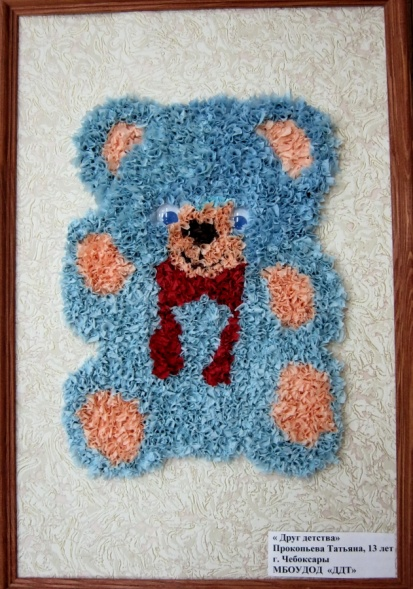 « Друг детства»
Прокопьева Татьяна, 13 лет
г. Чебоксары
МБОУДОД «ДДТ»